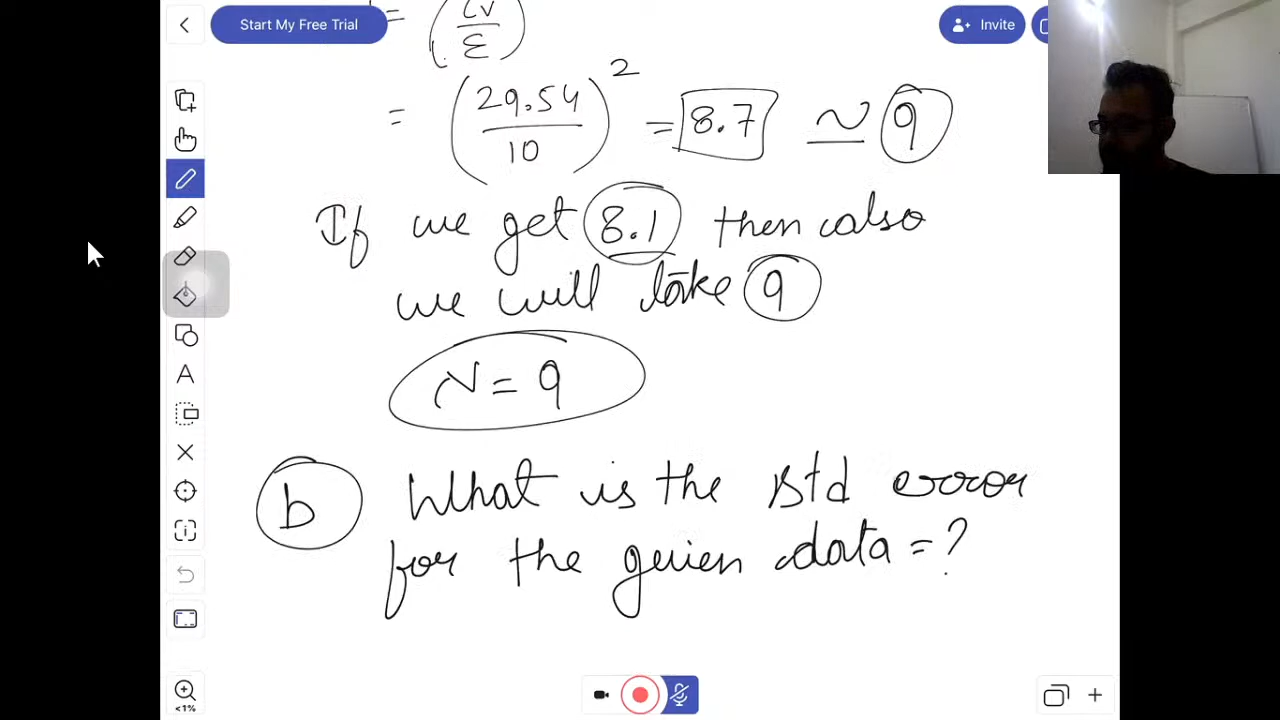 Start My Free Trial
Invite
= (Cv/ε)
= (29.54/10)² = 8.7 ≃ 9
If we get 8.1 then also
we will take 9
N = 9
b What is the std error
for the given data = ?
<1%